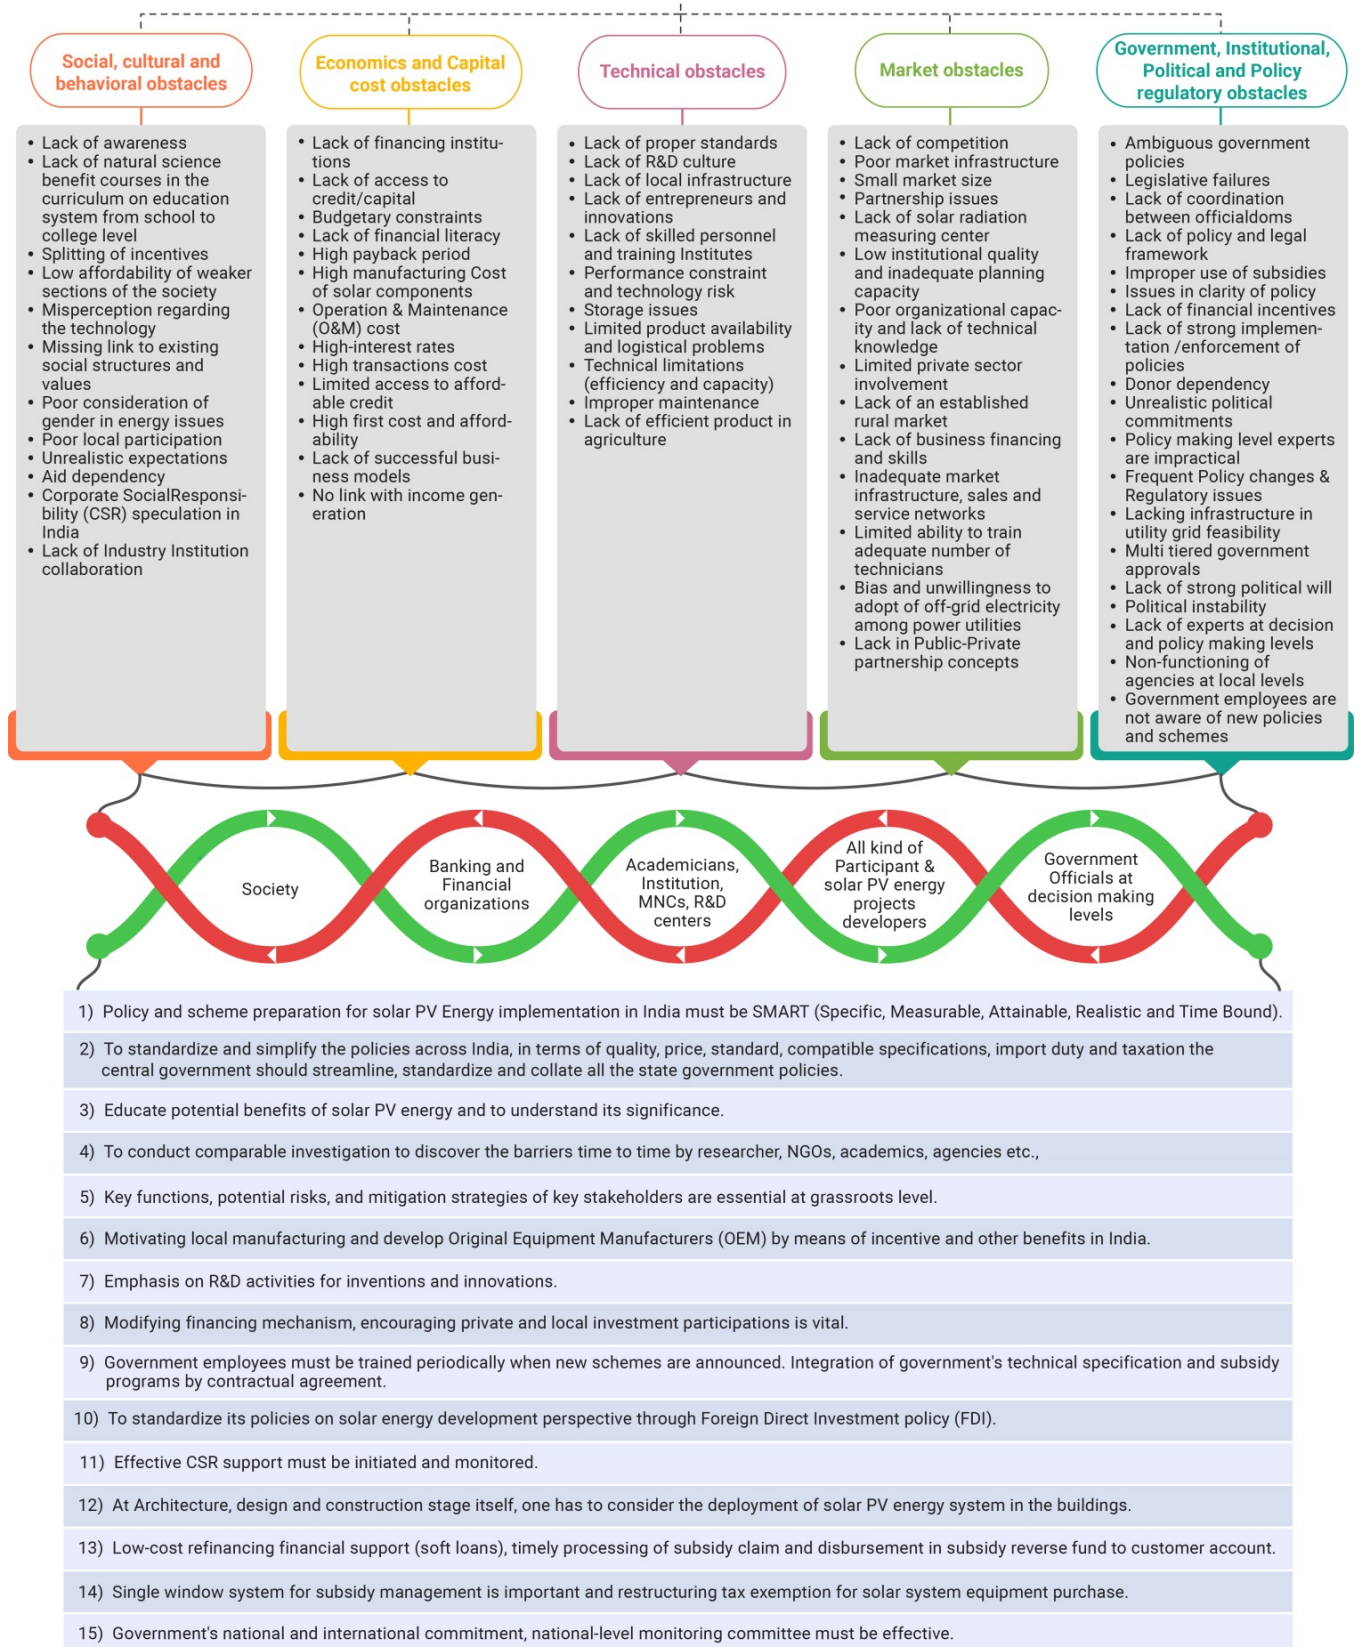 Social, cultural and
behavioral obstacles
• Lack of awareness
• Lack of natural science
benefit courses in the
curriculum on education
system from school to
college level
• Splitting of incentives
• Low affordability of weaker
sections of the society
• Misperception regarding
the technology
• Missing link to existing
social structures and
values
• Poor consideration of
gender in energy issues
• Poor local participation
• Unrealistic expectations
• Aid dependency
• Corporate SocialResponsi-
bility (CSR) speculation in
India
• Lack of Industry Institution
collaboration
Economics and Capital
cost obstacles
• Lack of financing institu-
tions
• Lack of access to
credit/capital
• Budgetary constraints
• Lack of financial literacy
• High payback period
• High manufacturing Cost
of solar components
• Operation & Maintenance
(O&M) cost
• High-interest rates
• High transactions cost
• Limited access to afford-
able credit
• High first cost and afford-
ability
• Lack of successful busi-
ness models
• No link with income gen-
eration
Technical obstacles
• Lack of proper standards
• Lack of R&D culture
• Lack of local infrastructure
• Lack of entrepreneurs and
innovations
• Lack of skilled personnel
and training Institutes
• Performance constraint
and technology risk
• Storage issues
• Limited product availability
and logistical problems
• Technical limitations
(efficiency and capacity)
• Improper maintenance
• Lack of efficient product in
agriculture
Market obstacles
• Lack of competition
• Poor market infrastructure
• Small market size
• Partnership issues
• Lack of solar radiation
measuring center
• Low institutional quality
and inadequate planning
capacity
• Poor organizational capac-
ity and lack of technical
knowledge
• Limited private sector
involvement
• Lack of an established
rural market
• Lack of business financing
and skills
• Inadequate market
infrastructure, sales and
service networks
• Limited ability to train
adequate number of
technicians
• Bias and unwillingness to
adopt of off-grid electricity
among power utilities
• Lack in Public-Private
partnership concepts
Government, Institutional,
Political and Policy
regulatory obstacles
• Ambiguous government
policies
• Legislative failures
• Lack of coordination
between officialdoms
• Lack of policy and legal
framework
• Improper use of subsidies
• Issues in clarity of policy
• Lack of financial incentives
• Lack of strong implemen-
tation /enforcement of
policies
• Donor dependency
• Unrealistic political
commitments
• Policy making level experts
are impractical
• Frequent Policy changes &
Regulatory issues
• Lacking infrastructure in
utility grid feasibility
• Multi tiered government
approvals
• Lack of strong political will
• Political instability
• Lack of experts at decision
and policy making levels
• Non-functioning of
agencies at local levels
• Government employees are
not aware of new policies
and schemes
Society
Banking and
Financial
organizations
Academicians,
Institution,
MNCs, R&D
centers
All kind of
Participant &
solar PV energy
projects
developers
Government
Officials at
decision making
levels
1) Policy and scheme preparation for solar PV Energy implementation in India must be SMART (Specific, Measurable, Attainable, Realistic and Time Bound).
2) To standardize and simplify the policies across India, in terms of quality, price, standard, compatible specifications, import duty and taxation the
central government should streamline, standardize and collate all the state government policies.
3) Educate potential benefits of solar PV energy and to understand its significance.
4) To conduct comparable investigation to discover the barriers time to time by researcher, NGOs, academics, agencies etc.,
5) Key functions, potential risks, and mitigation strategies of key stakeholders are essential at grassroots level.
6) Motivating local manufacturing and develop Original Equipment Manufacturers (OEM) by means of incentive and other benefits in India.
7) Emphasis on R&D activities for inventions and innovations.
8) Modifying financing mechanism, encouraging private and local investment participations is vital.
9) Government employees must be trained periodically when new schemes are announced. Integration of government's technical specification and subsidy
programs by contractual agreement.
10) To standardize its policies on solar energy development perspective through Foreign Direct Investment policy (FDI).
11) Effective CSR support must be initiated and monitored.
12) At Architecture, design and construction stage itself, one has to consider the deployment of solar PV energy system in the buildings.
13) Low-cost refinancing financial support (soft loans), timely processing of subsidy claim and disbursement in subsidy reverse fund to customer account.
14) Single window system for subsidy management is important and restructuring tax exemption for solar system equipment purchase.
15) Government's national and international commitment, national-level monitoring committee must be effective.